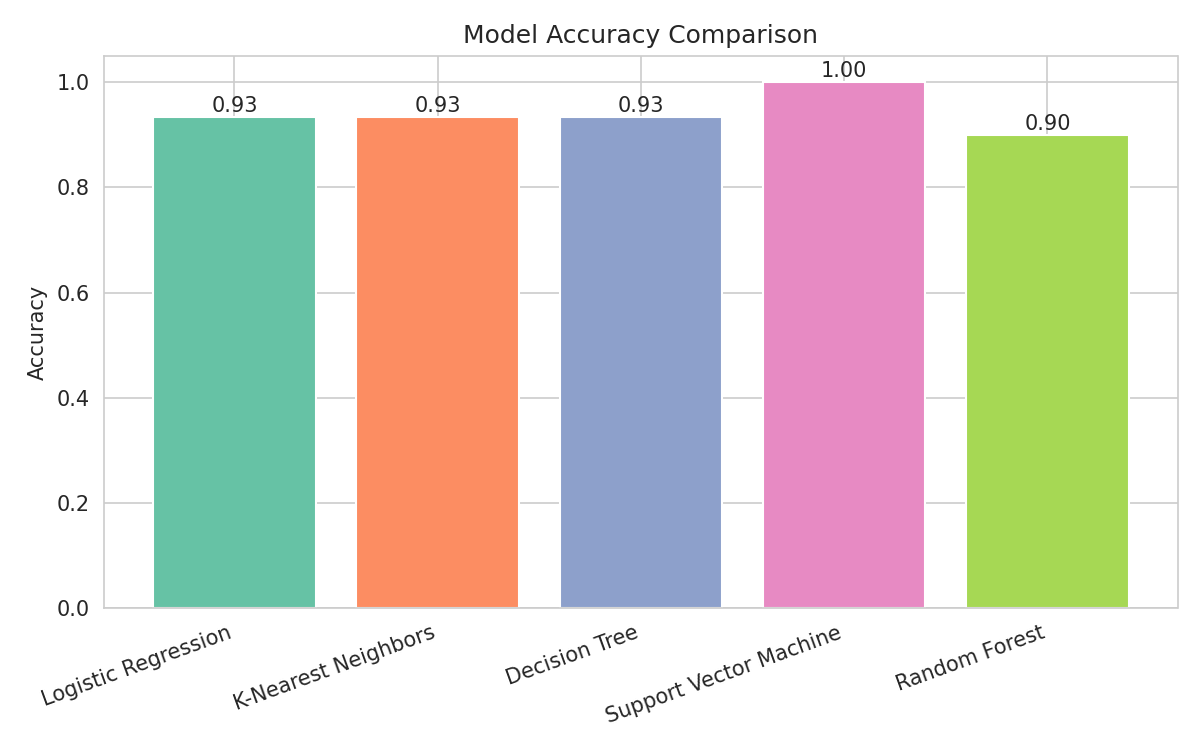 Model Accuracy Comparison
1.00
0.93
0.93
0.93
0.90
1.0
0.8
0.6
0.4
0.2
0.0
Accuracy
Logistic Regression
K-Nearest Neighbors
Decision Tree
Support Vector Machine
Random Forest